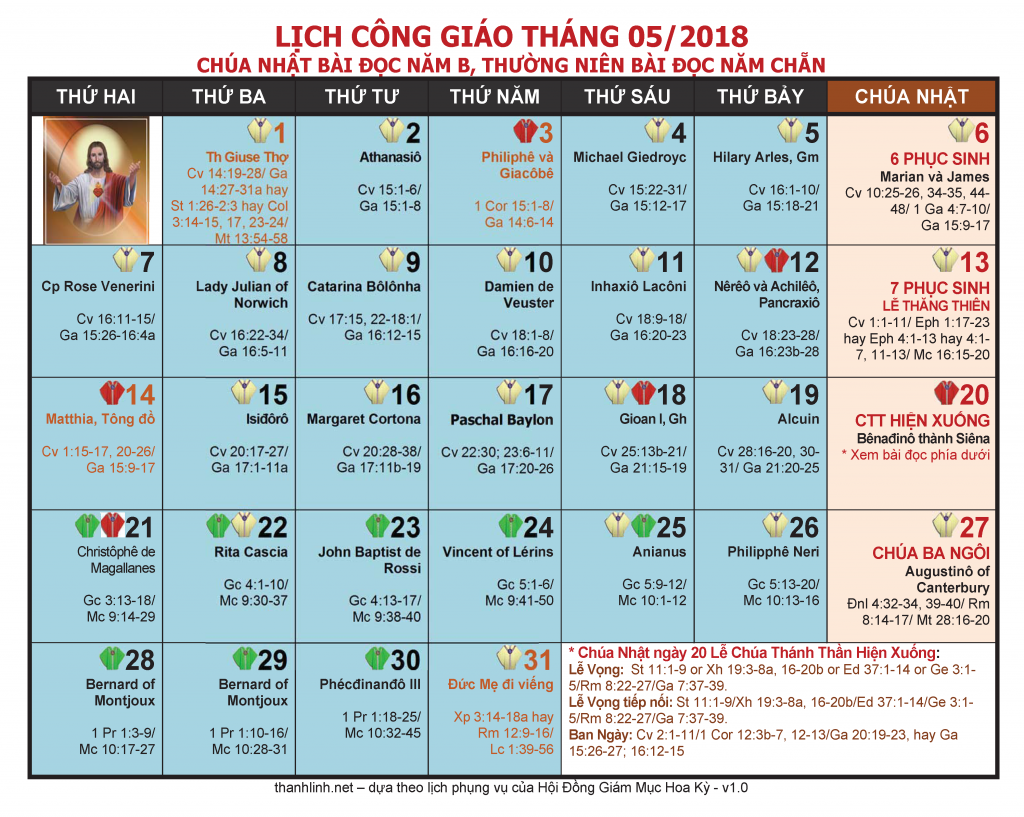 LỊCH CÔNG GIÁO THÁNG 05/2018
CHÚA NHẬT BÀI ĐỌC NĂM B, THƯỜNG NIÊN BÀI ĐỌC NĂM CHẴN
THỨ HAI
THỨ BA
THỨ TƯ
THỨ NĂM
THỨ SÁU
THỨ BẢY
CHÚA NHẬT
1
Th Giuse Thợ
Cv 14:19-28/ Ga
14:27-31a hay
St 1:26-2:3 hay Col
3:14-15, 17, 23-24/
Mt 13:54-58
2
Athanasiô
Cv 15:1-6/
Ga 15:1-8
3
Philiphê và
Giacôbê
1 Cor 15:1-8/
Ga 14:6-14
4
Michael Giedroyc
Cv 15:22-31/
Ga 15:12-17
5
Hilary Arles, Gm
Cv 16:1-10/
Ga 15:18-21
6
6 PHỤC SINH
Marian và James
Cv 10:25-26, 34-35, 44-
48/ 1 Ga 4:7-10/
Ga 15:9-17
7
Cp Rose Venerini
Cv 16:11-15/
Ga 15:26-16:4a
8
Lady Julian of
Norwich
Cv 16:22-34/
Ga 16:5-11
9
Catarina Bôlônha
Cv 17:15, 22-18:1/
Ga 16:12-15
10
Damien de
Veuster
Cv 18:1-8/
Ga 16:16-20
11
Inhaxiô Lacôni
Cv 18:9-18/
Ga 16:20-23
12
Nêrêô và Achilêô,
Pancraxiô
Cv 18:23-28/
Ga 16:23b-28
13
7 PHỤC SINH
LỄ THĂNG THIÊN
Cv 1:1-11/ Eph 1:17-23
hay Eph 4:1-13 hay 4:1-
7, 11-13/ Mc 16:15-20
14
Matthia, Tông đồ
Cv 1:15-17, 20-26/
Ga 15:9-17
15
Isiđôrô
Cv 20:17-27/
Ga 17:1-11a
16
Margaret Cortona
Cv 20:28-38/
Ga 17:11b-19
17
Paschal Baylon
Cv 22:30; 23:6-11/
Ga 17:20-26
18
Gioan I, Gh
Cv 25:13b-21/
Ga 21:15-19
19
Alcuin
Cv 28:16-20, 30-
31/ Ga 21:20-25
20
CTT HIỆN XUỐNG
Bênađinô thành Siêna
* Xem bài đọc phía dưới
21
Christôphê de
Magallanes
Gc 3:13-18/
Mc 9:14-29
22
Rita Cascia
Gc 4:1-10/
Mc 9:30-37
23
John Baptist de
Rossi
Gc 4:13-17/
Mc 9:38-40
24
Vincent of Lérins
Gc 5:1-6/
Mc 9:41-50
25
Anianus
Gc 5:9-12/
Mc 10:1-12
26
Philipphê Neri
Gc 5:13-20/
Mc 10:13-16
27
CHÚA BA NGÔI
Augustinô of
Canterbury
Đnl 4:32-34, 39-40/ Rm
8:14-17/ Mt 28:16-20
28
Bernard of
Montjoux
1 Pr 1:3-9/
Mc 10:17-27
29
Bernard of
Montjoux
1 Pr 1:10-16/
Mc 10:28-31
30
Phécđinanđô III
1 Pr 1:18-25/
Mc 10:32-45
31
Đức Mẹ đi viếng
Xp 3:14-18a hay
Rm 12:9-16/
Lc 1:39-56
* Chúa Nhật ngày 20 Lễ Chúa Thánh Thần Hiện Xuống:
Lễ Vọng: St 11:1-9 or Xh 19:3-8a, 16-20b or Ed 37:1-14 or Ge 3:1-
5/Rm 8:22-27/Ga 7:37-39.
Lễ Vọng tiếp nối: St 11:1-9/Xh 19:3-8a, 16-20b/Ed 37:1-14/Ge 3:1-
5/Rm 8:22-27/Ga 7:37-39.
Ban Ngày: Cv 2:1-11/1 Cor 12:3b-7, 12-13/Ga 20:19-23, hay Ga
15:26-27; 16:12-15
thanhlinh.net – dựa theo lịch phụng vụ của Hội Đồng Giám Mục Hoa Kỳ - v1.0